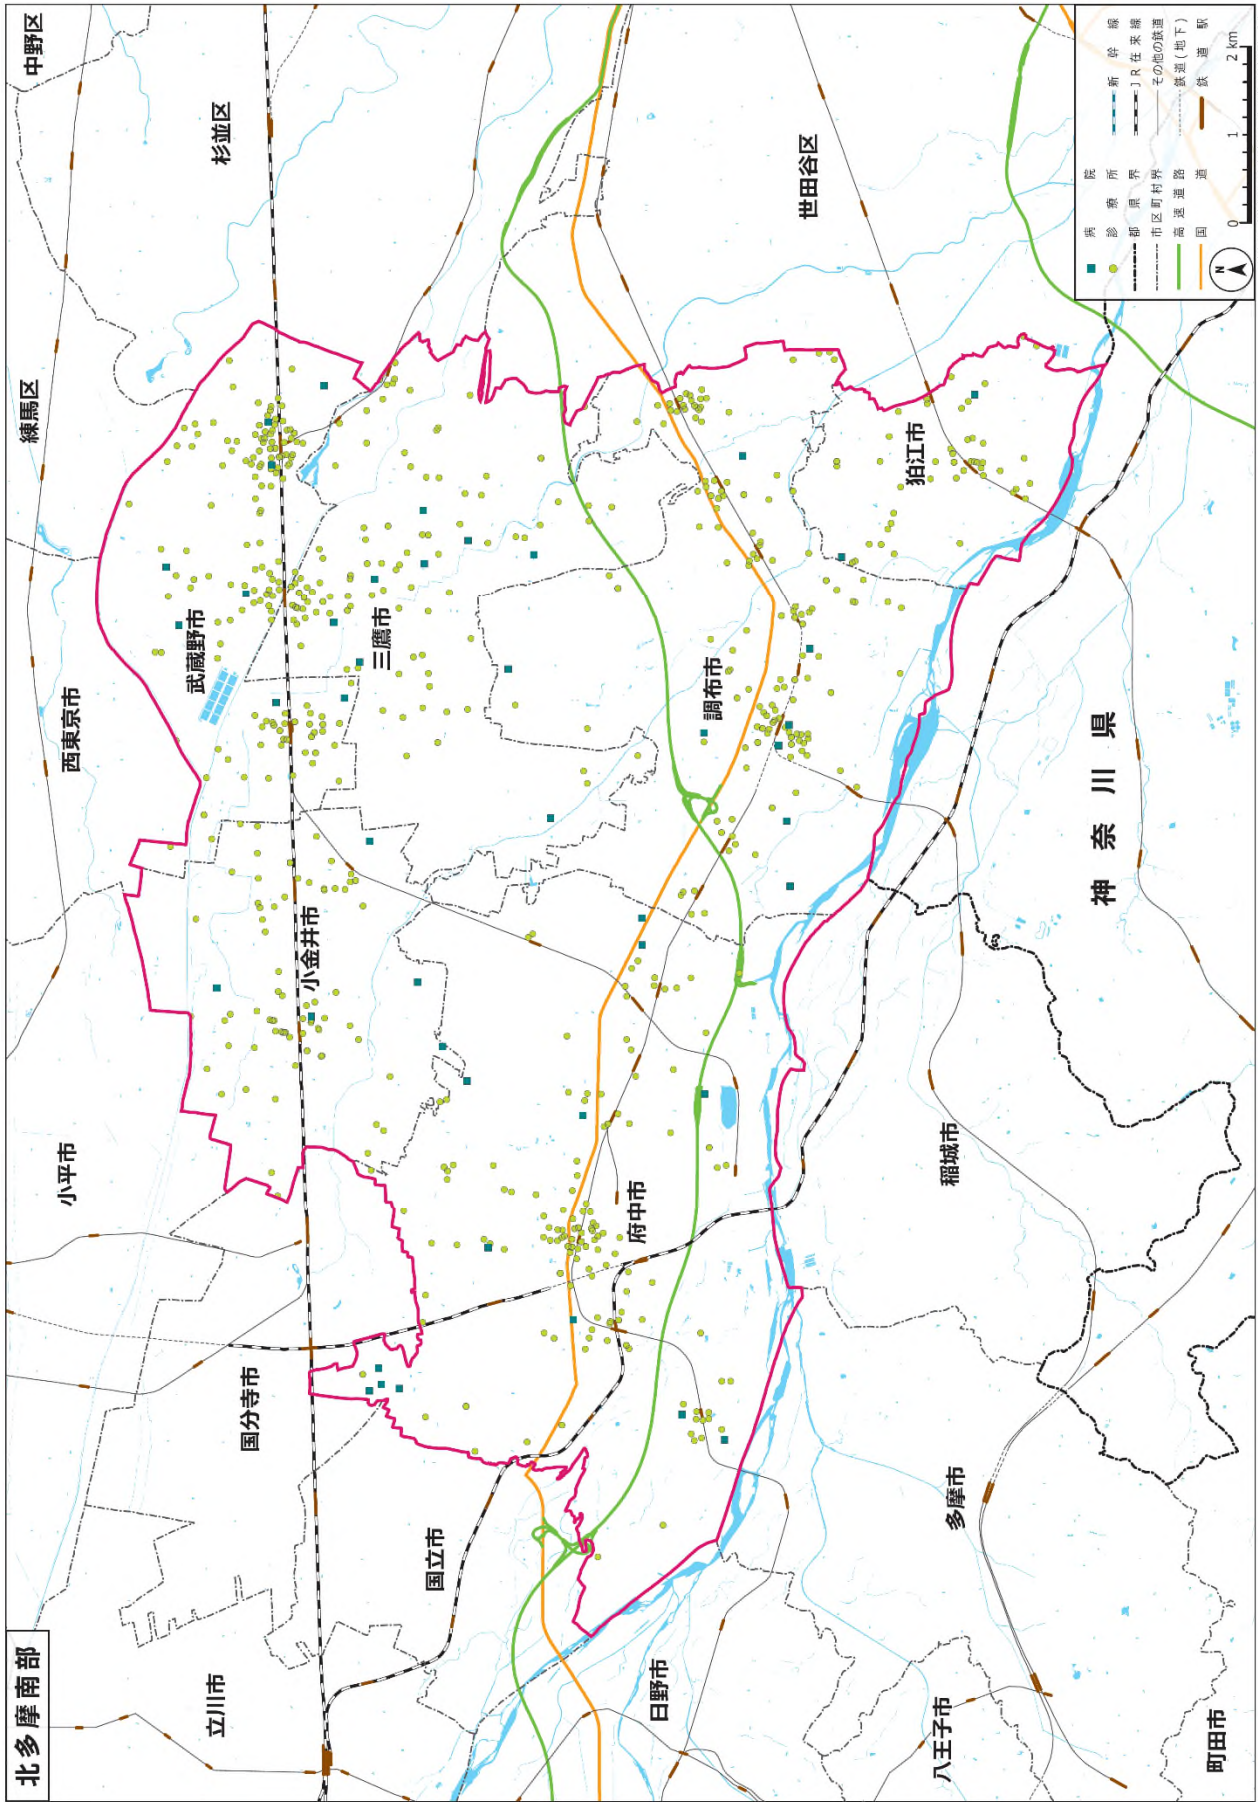 北多摩南部
立川市
国分寺市
小平市
西東京市
練馬区
中野区
杉並区
武蔵野市
小金井市
三鷹市
国立市
府中市
調布市
狛江市
世田谷区
日野市
八王子市
多摩市
稲城市
神奈川県
町田市
病院
診療所
都県界
市区町村界
高速道路
国道
新幹線
JR在来線
その他の鉄道
鉄道(地下)
鉄道駅
N
0 1 2 km